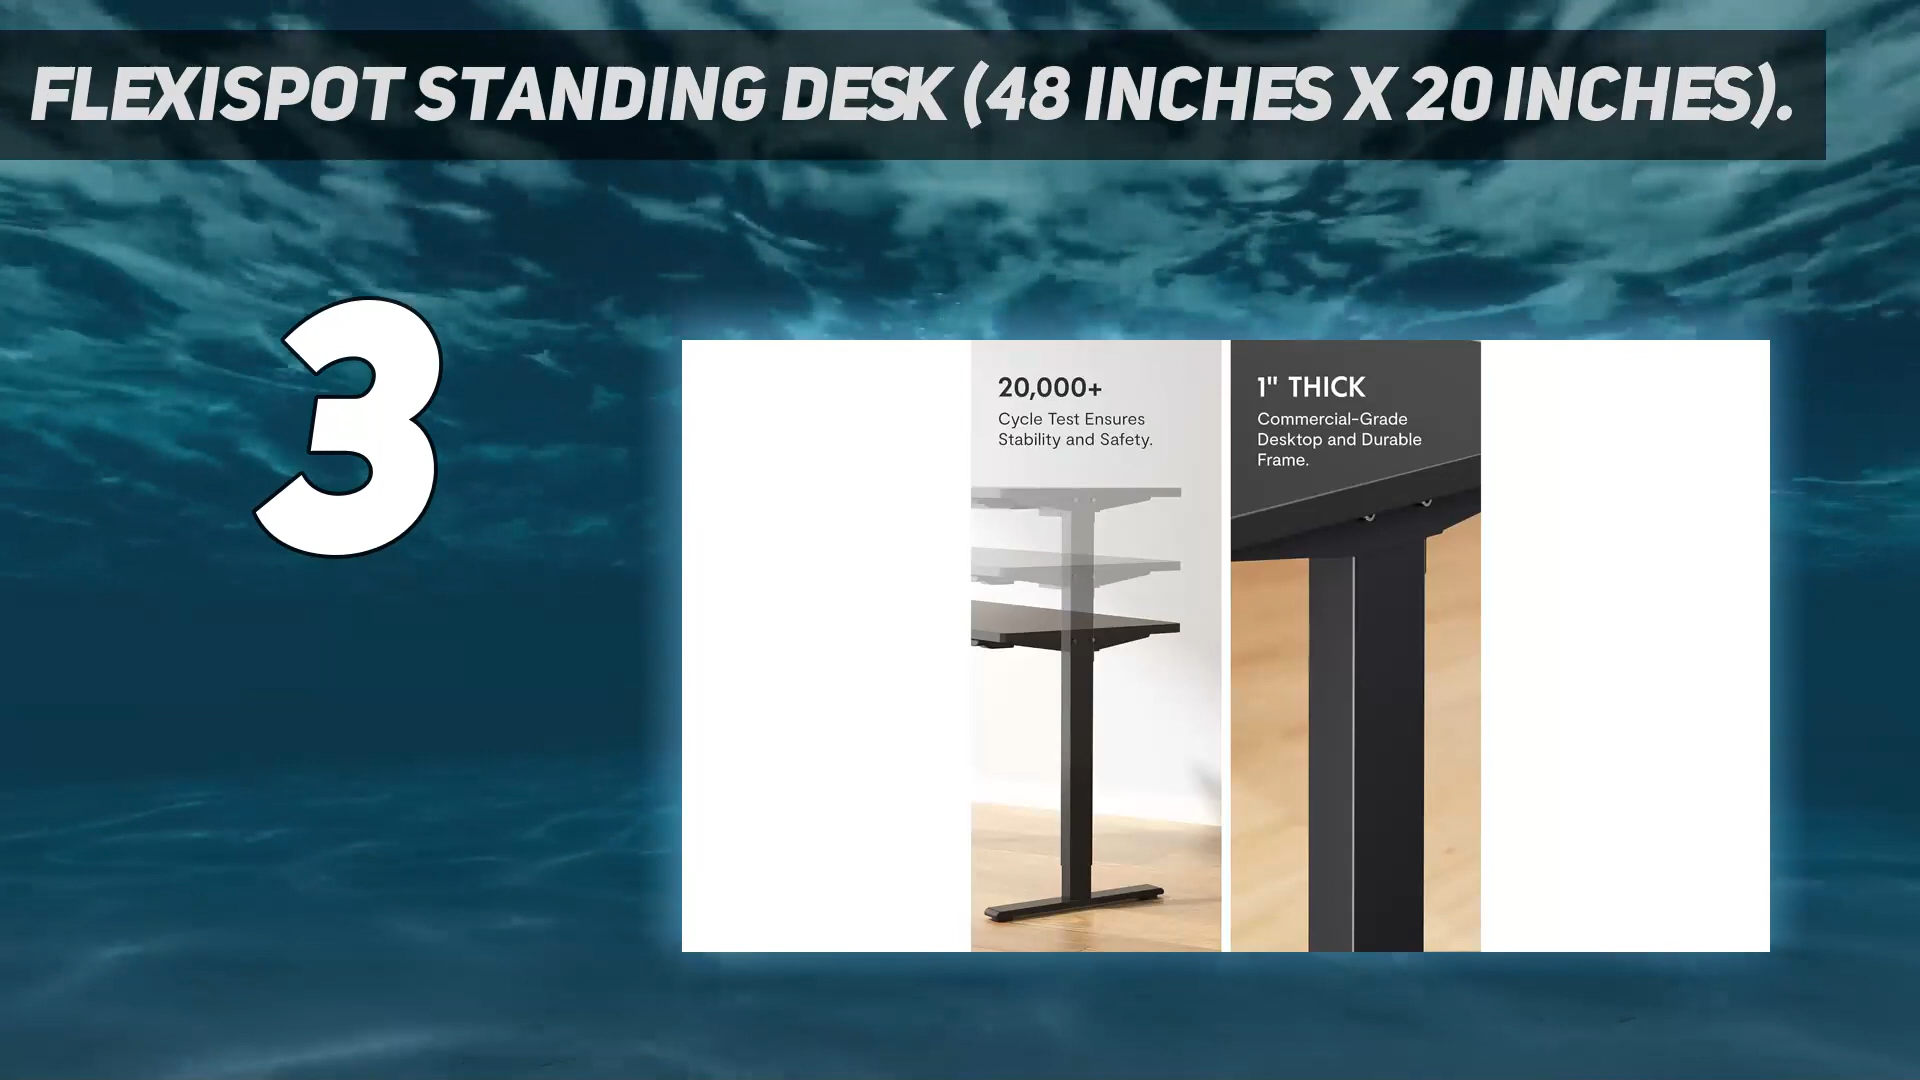 FLEXISPOT STANDING DESK (48 INCHES X 20 INCHES).
3
20,000+
Cycle Test Ensures
Stability and Safety.
1" THICK
Commercial-Grade
Desktop and Durable
Frame.